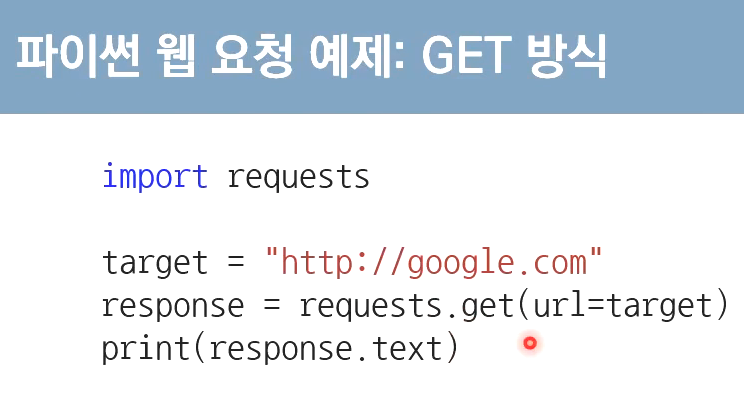 파이썬 웹 요청 예제: GET 방식
import requests
target = "http://google.com"
response = requests.get(url=target)
print(response.text)